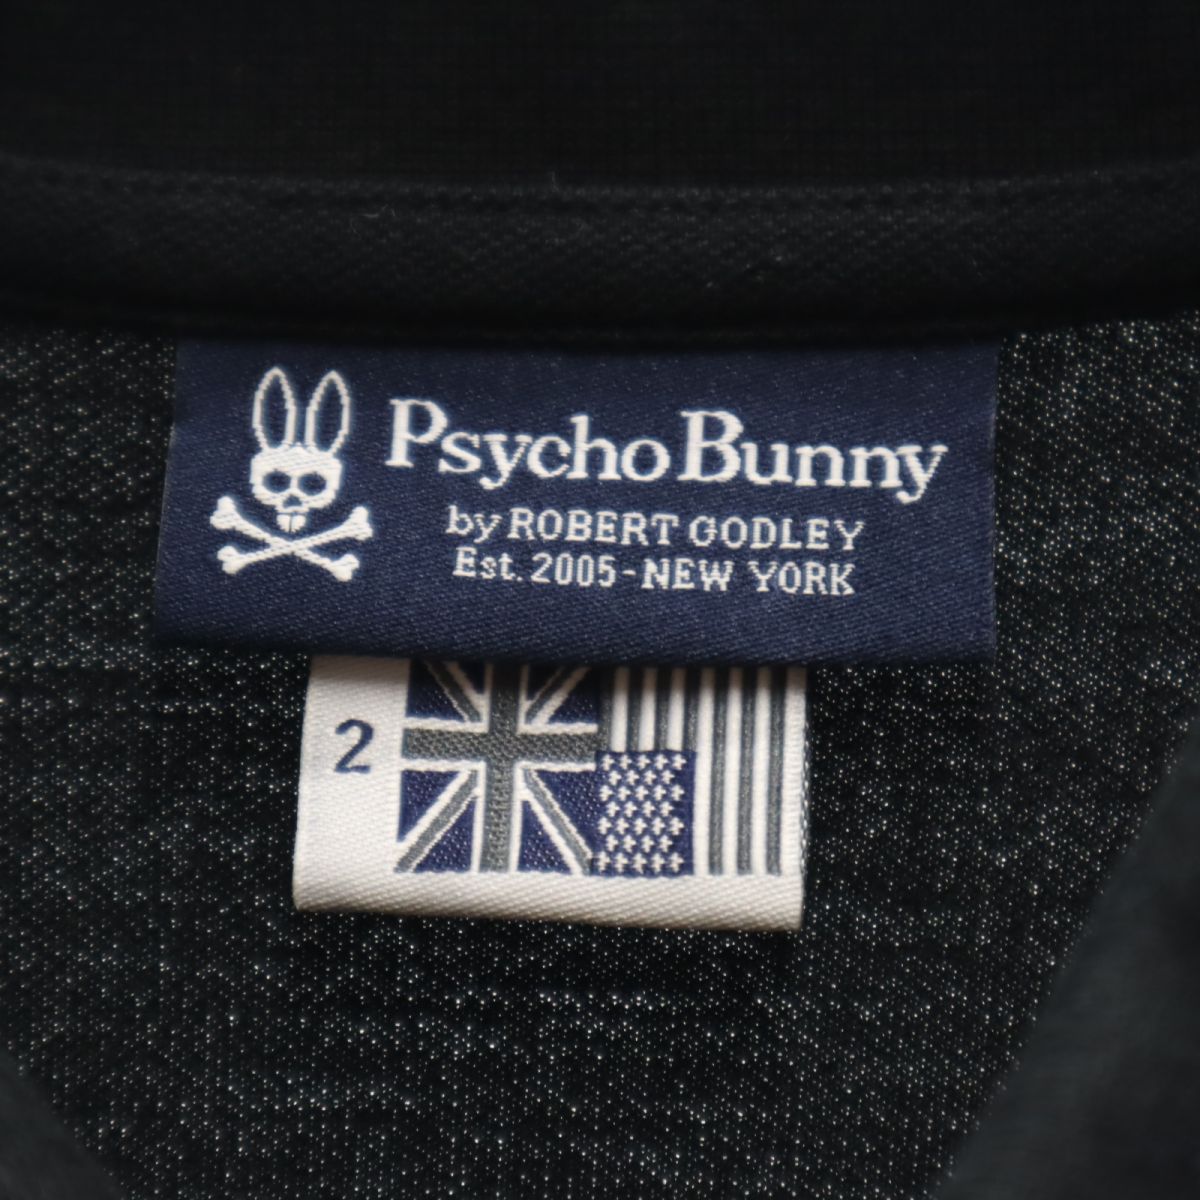 Psycho Bunny
by ROBERT GODLEY
Est. 2005 - NEW YORK
2